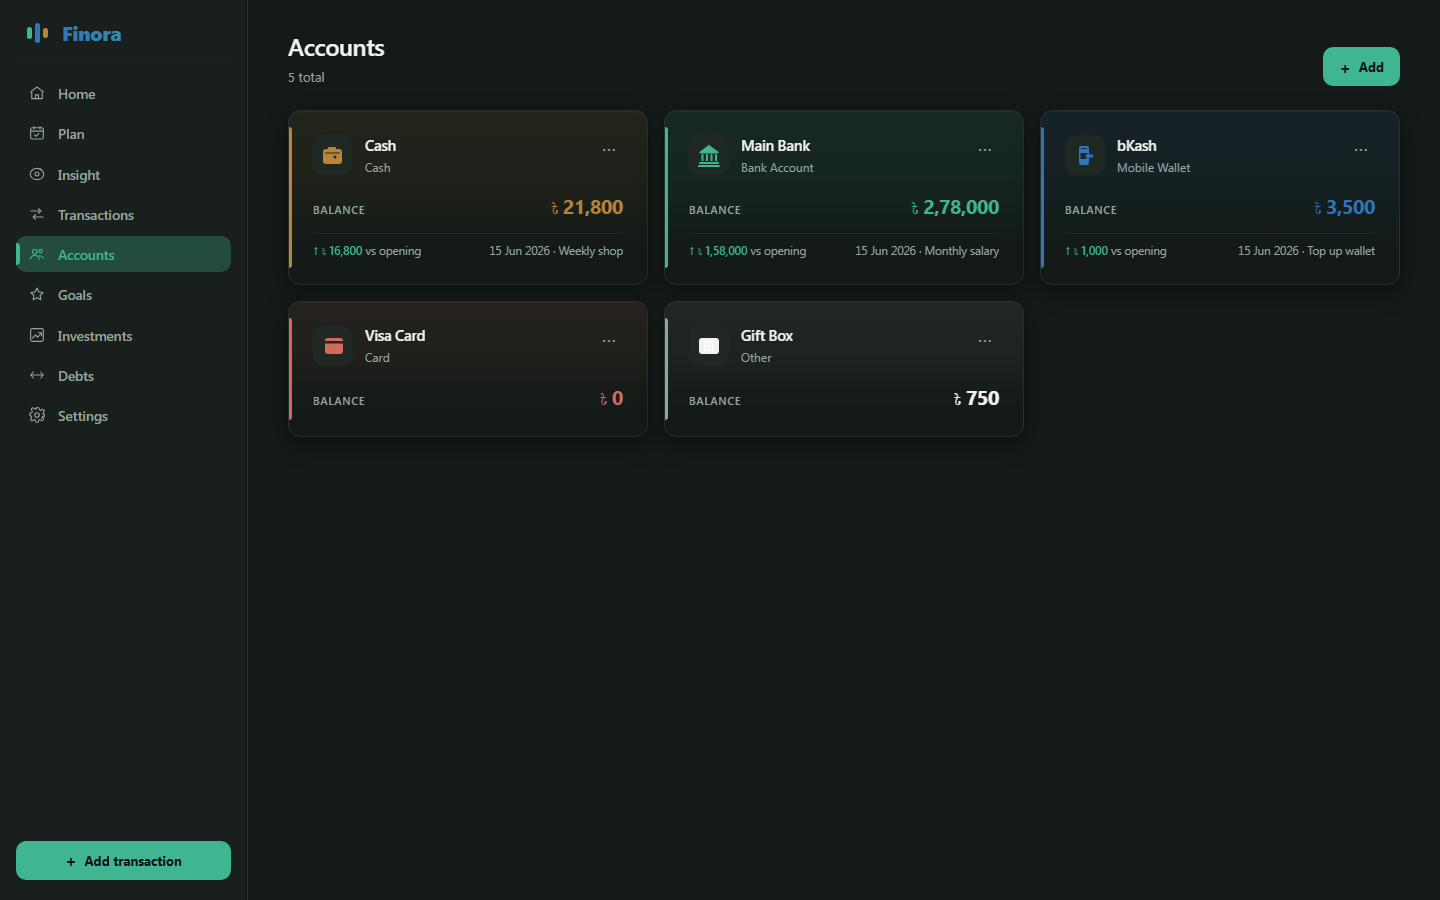 Finora
Home
Plan
Insight
Transactions
Accounts
Goals
Investments
Debts
Settings
+ Add transaction
Accounts
5 total
+ Add
Cash
Cash
...
BALANCE
৳ 21,800
↑ ৳ 16,800 vs opening
15 Jun 2026 · Weekly shop
Main Bank
Bank Account
...
BALANCE
৳ 2,78,000
↑ ৳ 1,58,000 vs opening
15 Jun 2026 · Monthly salary
bKash
Mobile Wallet
...
BALANCE
৳ 3,500
↑ ৳ 1,000 vs opening
15 Jun 2026 · Top up wallet
Visa Card
Card
...
BALANCE
৳ 0
Gift Box
Other
...
BALANCE
৳ 750